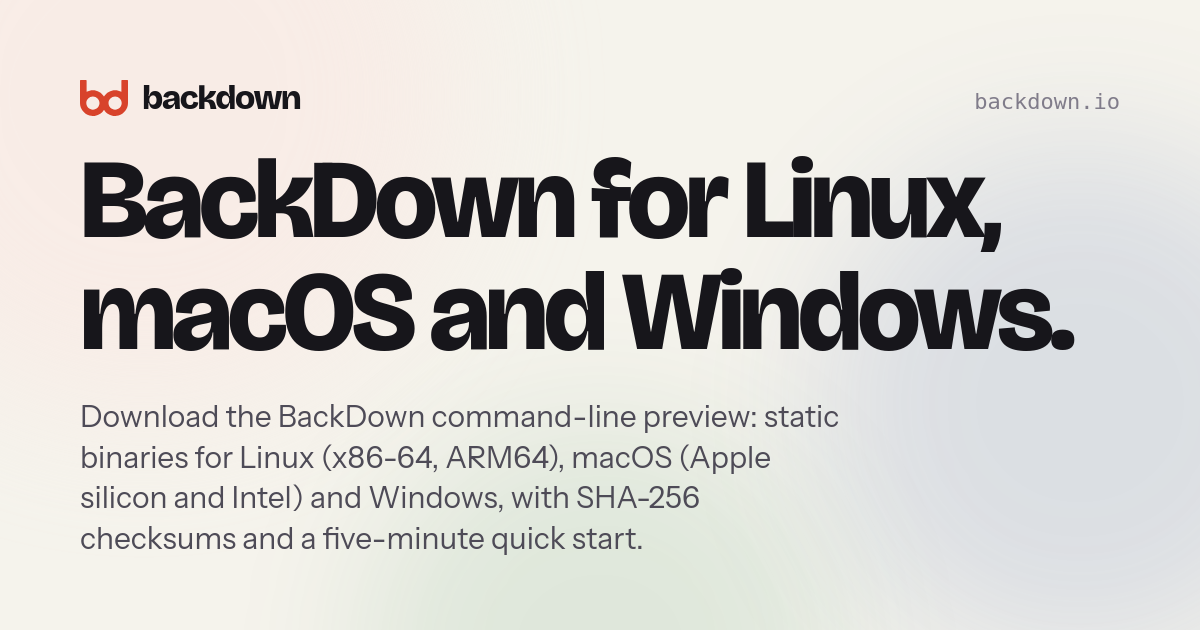 bd backdown
backdown.io
BackDown for Linux,
macOS and Windows.
Download the BackDown command-line preview: static
binaries for Linux (x86-64, ARM64), macOS (Apple
silicon and Intel) and Windows, with SHA-256
checksums and a five-minute quick start.